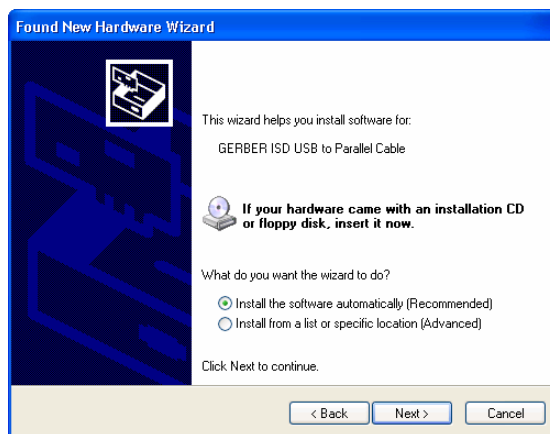 Found New Hardware Wizard
This wizard helps you install software for:
GERBER ISD USB to Parallel Cable
If your hardware came with an installation CD
or floppy disk, insert it now.
What do you want the wizard to do?
Install the software automatically (Recommended)
Install from a list or specific location (Advanced)
Click Next to continue.
< Back Next > Cancel